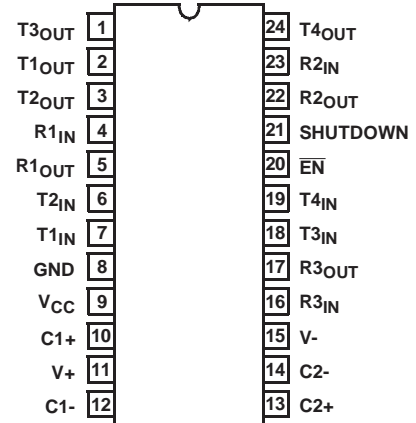 T3OUT 1 24 T4OUT
T1OUT 2 23 R2IN
T2OUT 3 22 R2OUT
R1IN 4 21 SHUTDOWN
R1OUT 5 20 E̅N̅
T2IN 6 19 T4IN
T1IN 7 18 T3IN
GND 8 17 R3OUT
VCC 9 16 R3IN
C1+ 10 15 V-
V+ 11 14 C2-
C1- 12 13 C2+